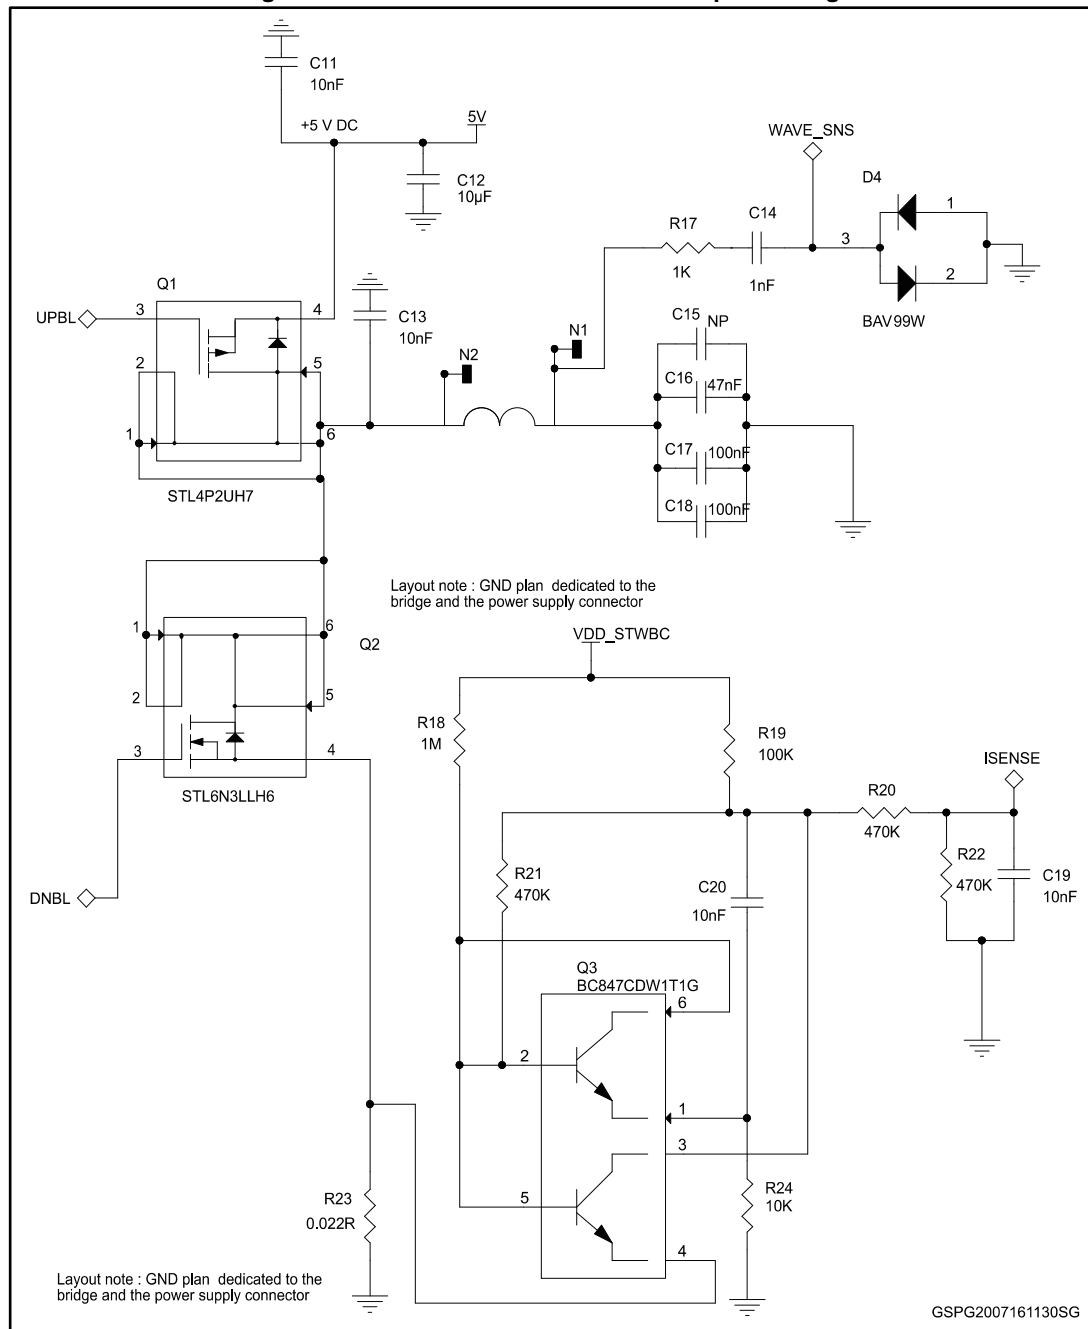 C11
10nF
+5 V DC
5V
C12
10µF
WAVE_SNS
D4
R17
1K
C14
1nF
3
1
2
BAV99W
Q1
UPBL
3
4
2
5
1
6
STL4P2UH7
C13
10nF
N2
N1
C15
NP
C16
47nF
C17
100nF
C18
100nF
Layout note : GND plan dedicated to the
bridge and the power supply connector
1
6
Q2
2
5
3
4
STL6N3LLH6
DNBL
VDD_STWBC
R18
1M
R19
100K
ISENSE
R20
470K
R21
470K
C20
10nF
R22
470K
C19
10nF
Q3
BC847CDW1T1G
6
2
1
3
5
4
R24
10K
R23
0.022R
Layout note : GND plan dedicated to the
bridge and the power supply connector
GSPG2007161130SG